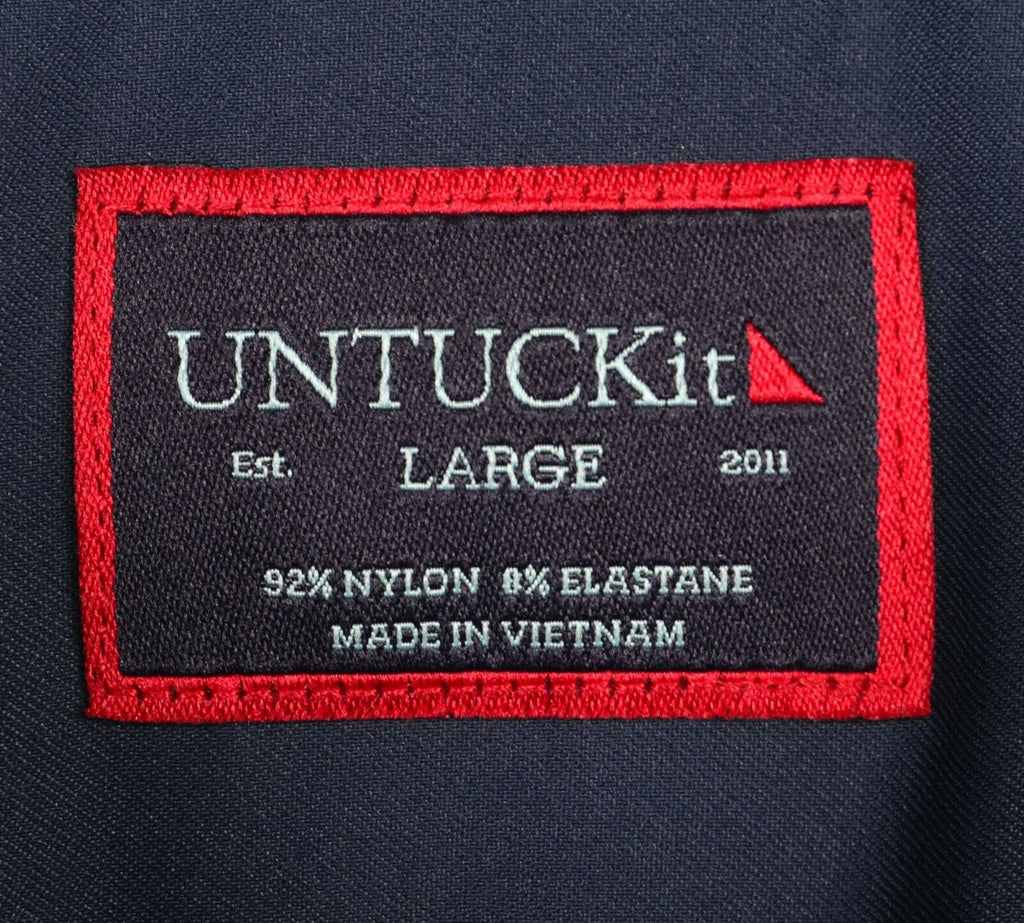 UNTUCKit
Est. LARGE 2011
92% NYLON 8% ELASTANE
MADE IN VIETNAM